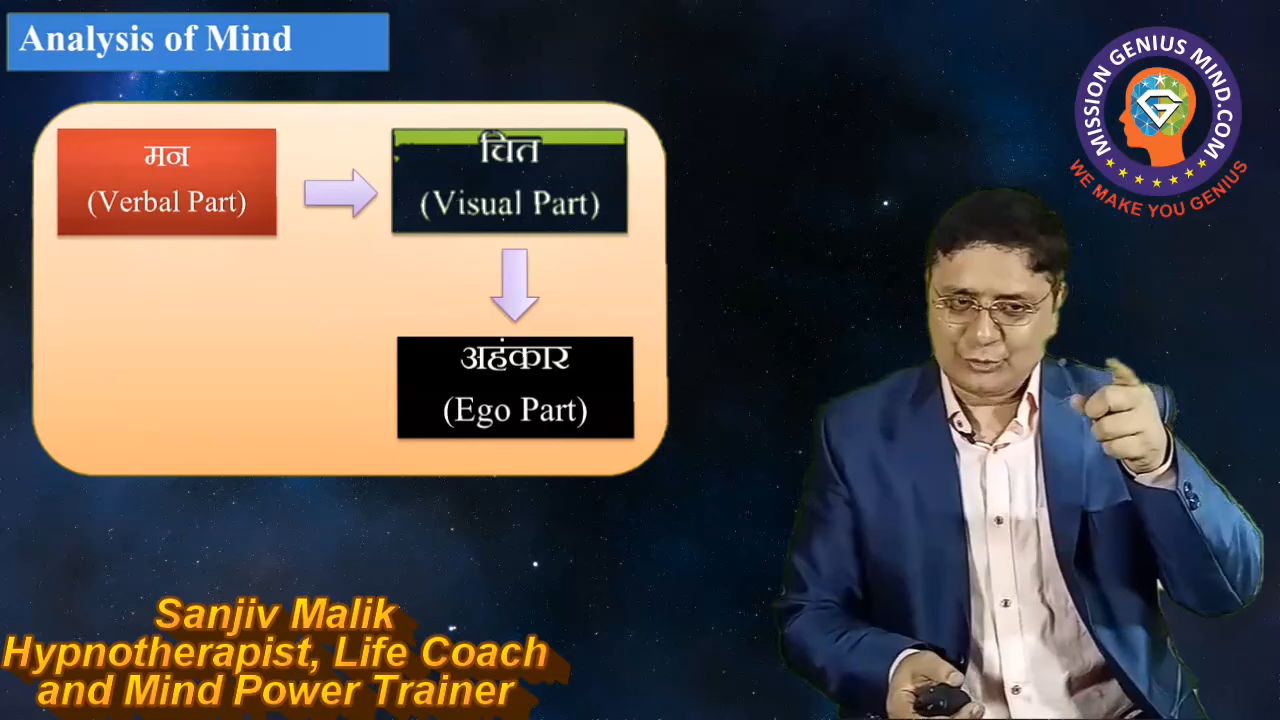 Analysis of Mind
मन
(Verbal Part)
चित
(Visual Part)
अहंकार
(Ego Part)
MISSION GENIUS MIND.COM
WE MAKE YOU GENIUS
Sanjiv Malik
Hypnotherapist, Life Coach
and Mind Power Trainer